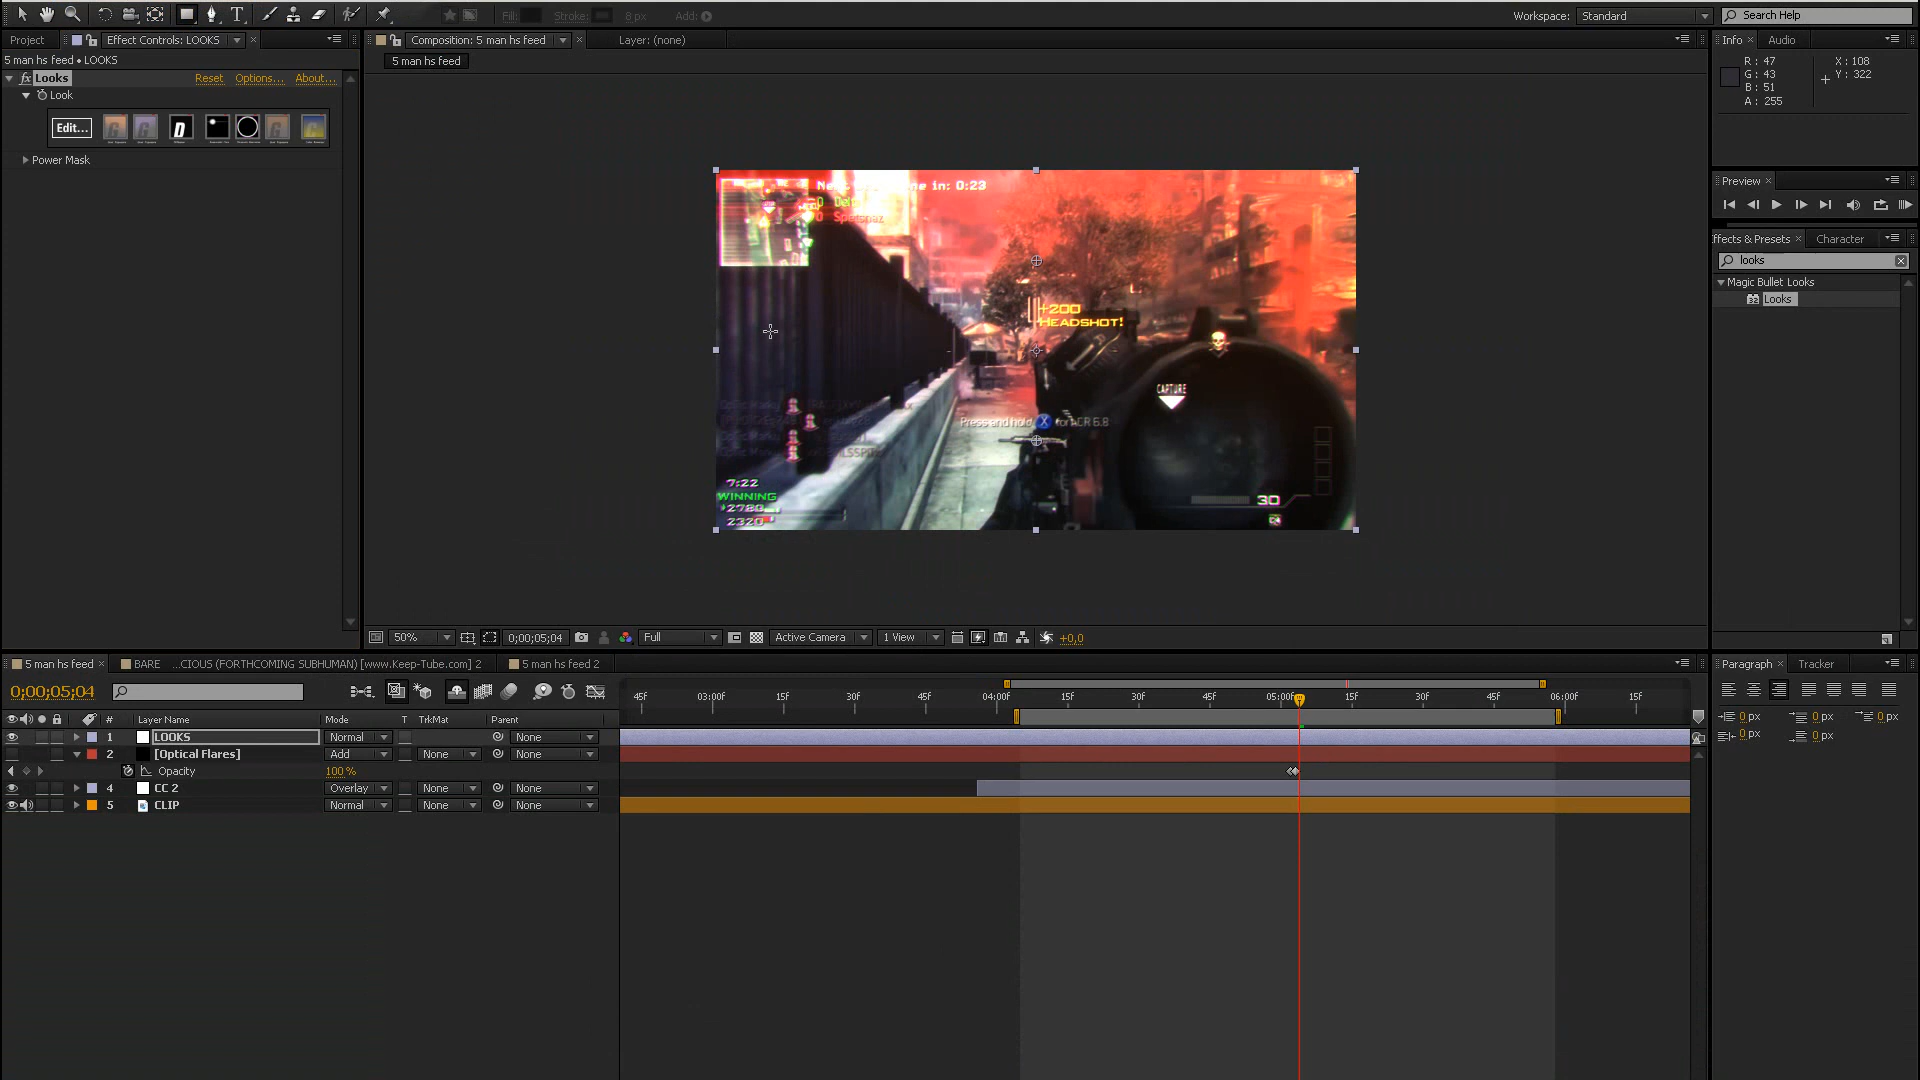 Fill:
Stroke:
8 px
Add:
Workspace:
Standard
Search Help
Project
Effect Controls: LOOKS
Composition: 5 man hs feed
Layer: (none)
Info
Audio
5 man hs feed • LOOKS
5 man hs feed
R : 47
G : 43
B : 51
A : 255
X : 108
Y : 322
Looks
Reset
Options...
About...
Look
Edit...
Power Mask
Preview
Effects & Presets
Character
looks
Magic Bullet Looks
Looks
in: 0:23
+200
HEADSHOT!
CAPTURE
Press and hold X for ACR 6.8
7:22
WINNING
2780
2320
30
50%
0;00;05;04
Full
Active Camera
1 View
+0,0
5 man hs feed
BARE ...CIOUS (FORTHCOMING SUBHUMAN) [www.Keep-Tube.com] 2
5 man hs feed 2
Paragraph
Tracker
0;00;05;04
45f
03:00f
15f
30f
45f
04:00f
15f
30f
45f
05:00f
15f
30f
45f
06:00f
15f
#
Layer Name
Mode
T
TrkMat
Parent
1
LOOKS
Normal
None
2
[Optical Flares]
Add
None
None
Opacity
100 %
4
CC 2
Overlay
None
None
5
CLIP
Normal
None
None
0 px
0 px
0 px
0 px
0 px